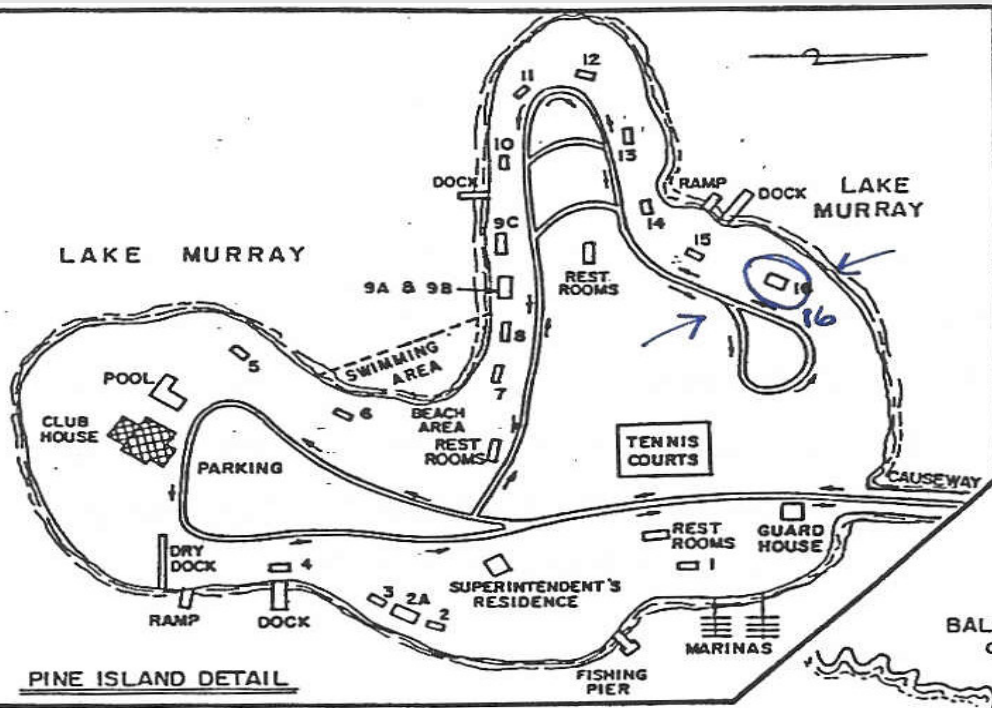 12
11
13
10
DOCK
RAMP
DOCK
LAKE
MURRAY
14
9C
15
LAKE MURRAY
REST
ROOMS
9A & 9B
16
16
8
SWIMMING
AREA
5
7
POOL
6
BEACH
AREA
CLUB
HOUSE
REST
ROOMS
TENNIS
COURTS
PARKING
CAUSEWAY
REST
ROOMS
GUARD
HOUSE
DRY
DOCK
4
1
SUPERINTENDENT'S
RESIDENCE
3
2A
2
RAMP
DOCK
MARINAS
BAL
FISHING
PIER
PINE ISLAND DETAIL